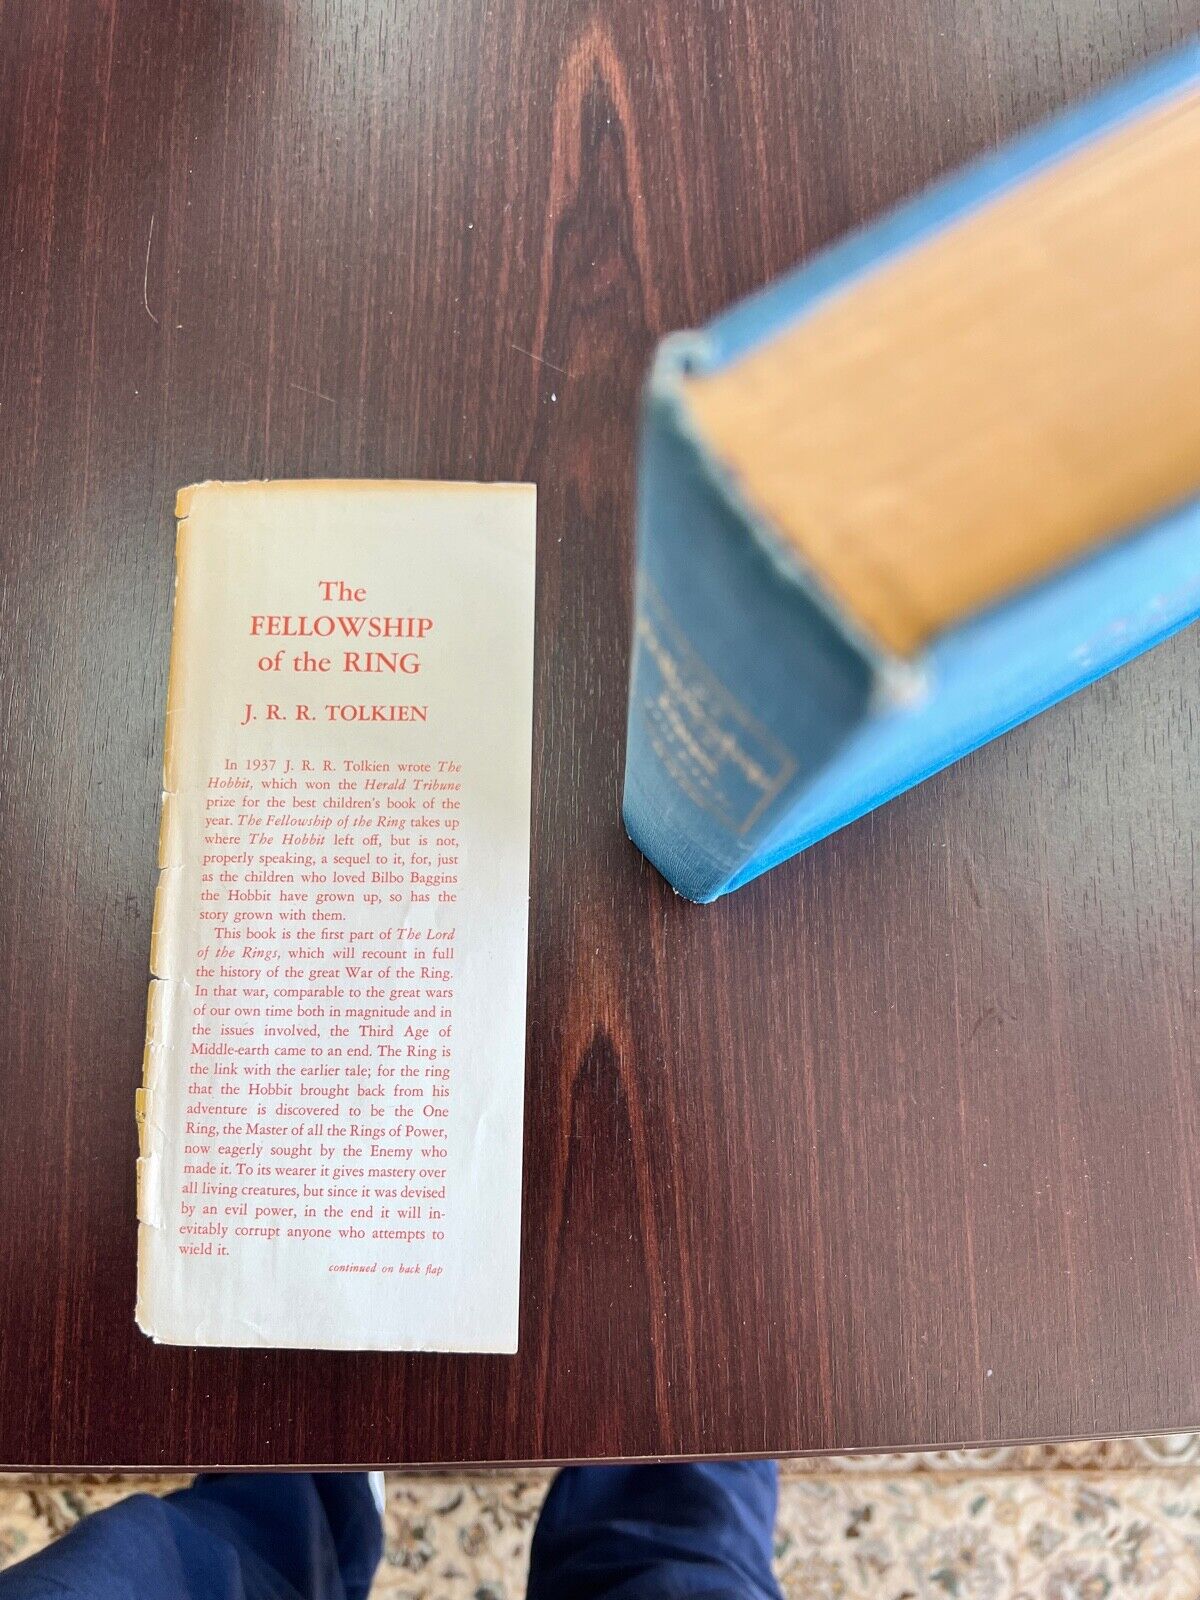 The
FELLOWSHIP
of the RING
J. R. R. TOLKIEN
In 1937 J. R. R. Tolkien wrote The
Hobbit, which won the Herald Tribune
prize for the best children's book of the
year. The Fellowship of the Ring takes up
where The Hobbit left off, but is not,
properly speaking, a sequel to it, for, just
as the children who loved Bilbo Baggins
the Hobbit have grown up, so has the
story grown with them.
This book is the first part of The Lord
of the Rings, which will recount in full
the history of the great War of the Ring.
In that war, comparable to the great wars
of our own time both in magnitude and in
the issues involved, the Third Age of
Middle-earth came to an end. The Ring is
the link with the earlier tale; for the ring
that the Hobbit brought back from his
adventure is discovered to be the One
Ring, the Master of all the Rings of Power,
now eagerly sought by the Enemy who
made it. To its wearer it gives mastery over
all living creatures, but since it was devised
by an evil power, in the end it will in-
evitably corrupt anyone who attempts to
wield it.
continued on back flap